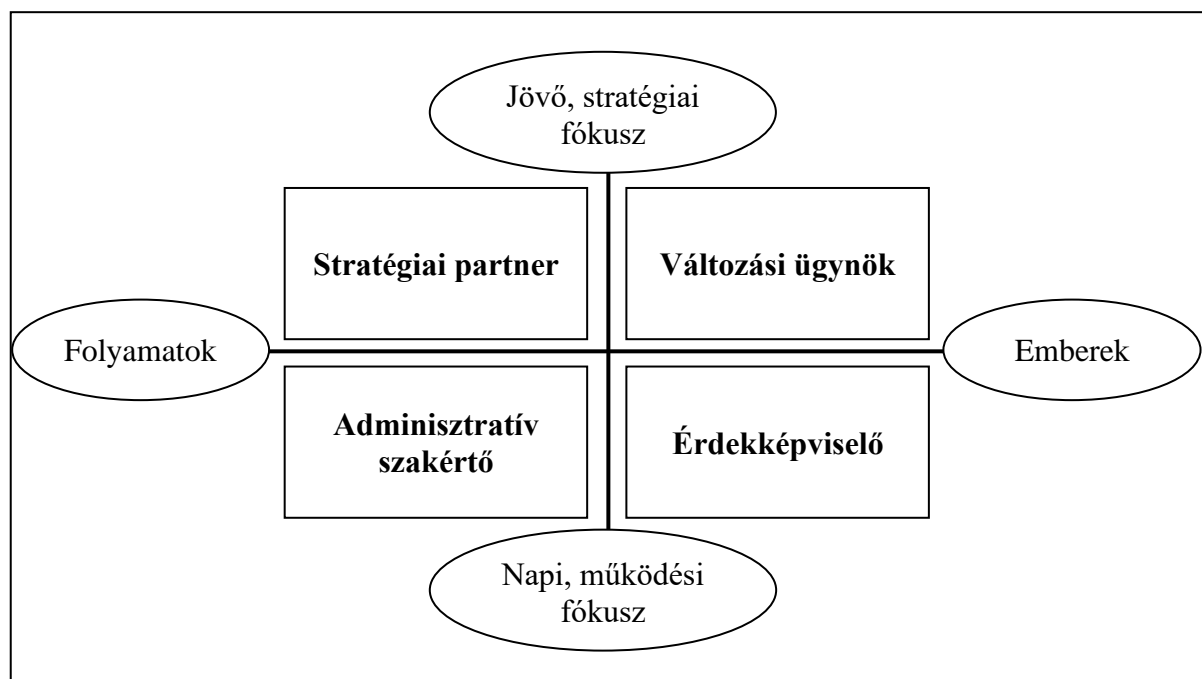 Jövő, stratégiai
fókusz
Stratégiai partner
Változási ügynök
Folyamatok
Emberek
Adminisztratív
szakértő
Érdekképviselő
Napi, működési
fókusz